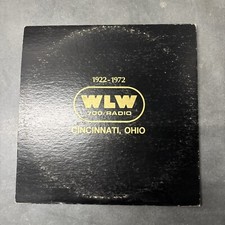 1922-1972
WLW
700/RADIO
CINCINNATI, OHIO